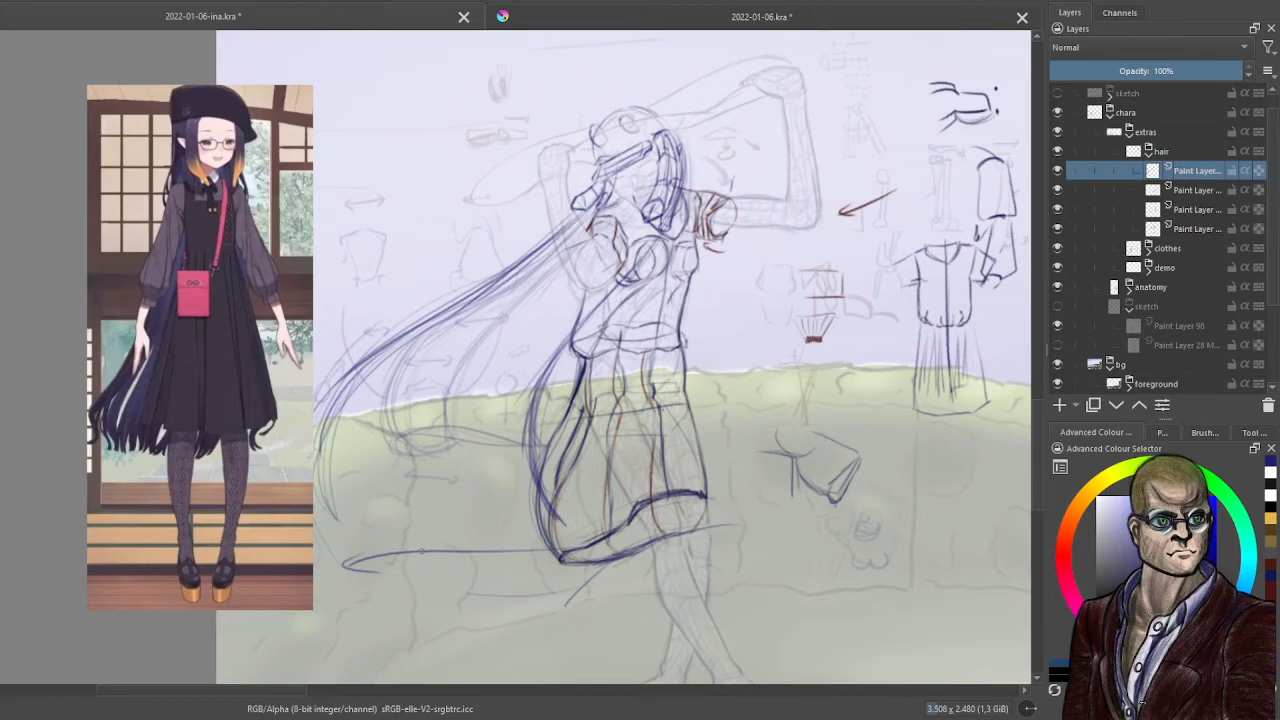 2022-01-06-ina.kra *
2022-01-06.kra *
Layers
Channels
Layers
Normal
Opacity: 100%
sketch
chara
extras
hair
Paint Layer...
Paint Layer ...
Paint Layer ...
Paint Layer ...
clothes
demo
anatomy
sketch
Paint Layer 98
Paint Layer 28 M...
bg
foreground
Advanced Colour ...
P...
Brush...
Tool ...
Advanced Colour Selector
RGB/Alpha (8-bit integer/channel) sRGB-elle-V2-srgbtrc.icc
3.508 x 2.480 (1,3 GiB)